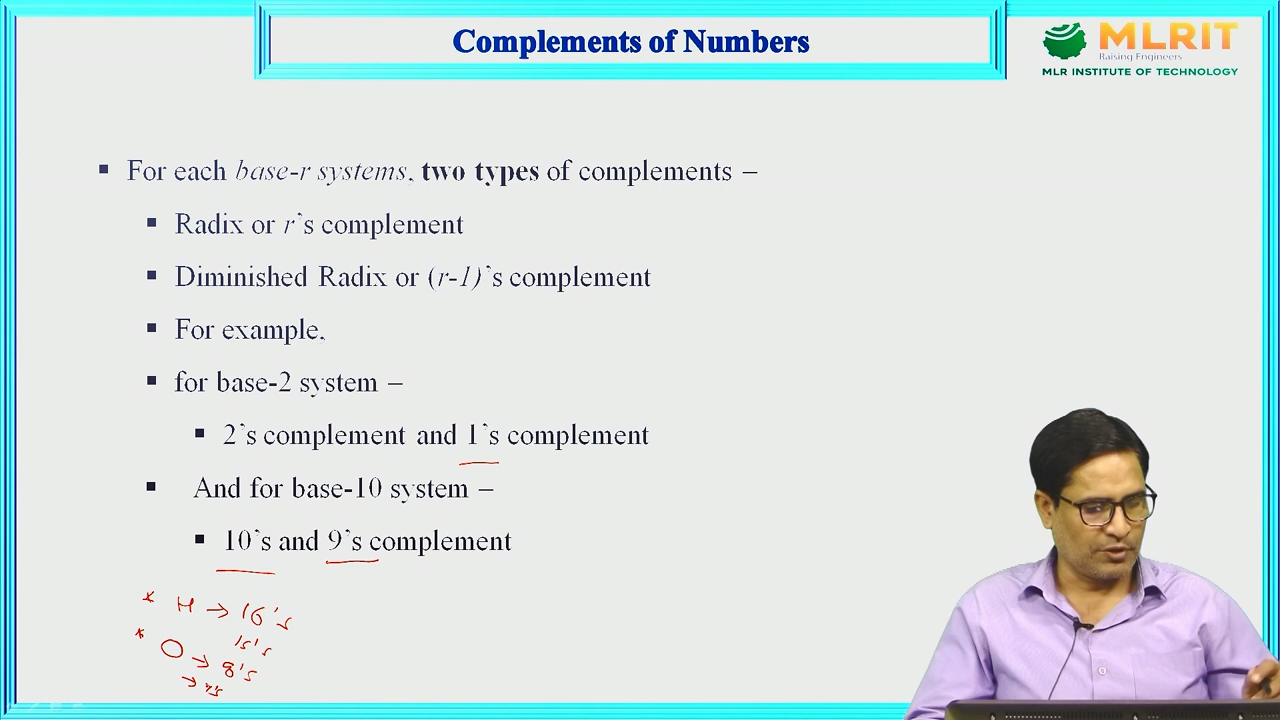 Complements of Numbers
MLRIT
Raising Engineers
MLR INSTITUTE OF TECHNOLOGY
▪ For each base-r systems, two types of complements –
▪ Radix or r`s complement
▪ Diminished Radix or (r-1)`s complement
▪ For example,
▪ for base-2 system –
▪ 2`s complement and 1`s complement
▪ And for base-10 system –
▪ 10`s and 9`s complement
* H → 16's
15's
* O → 8's
→ 7's